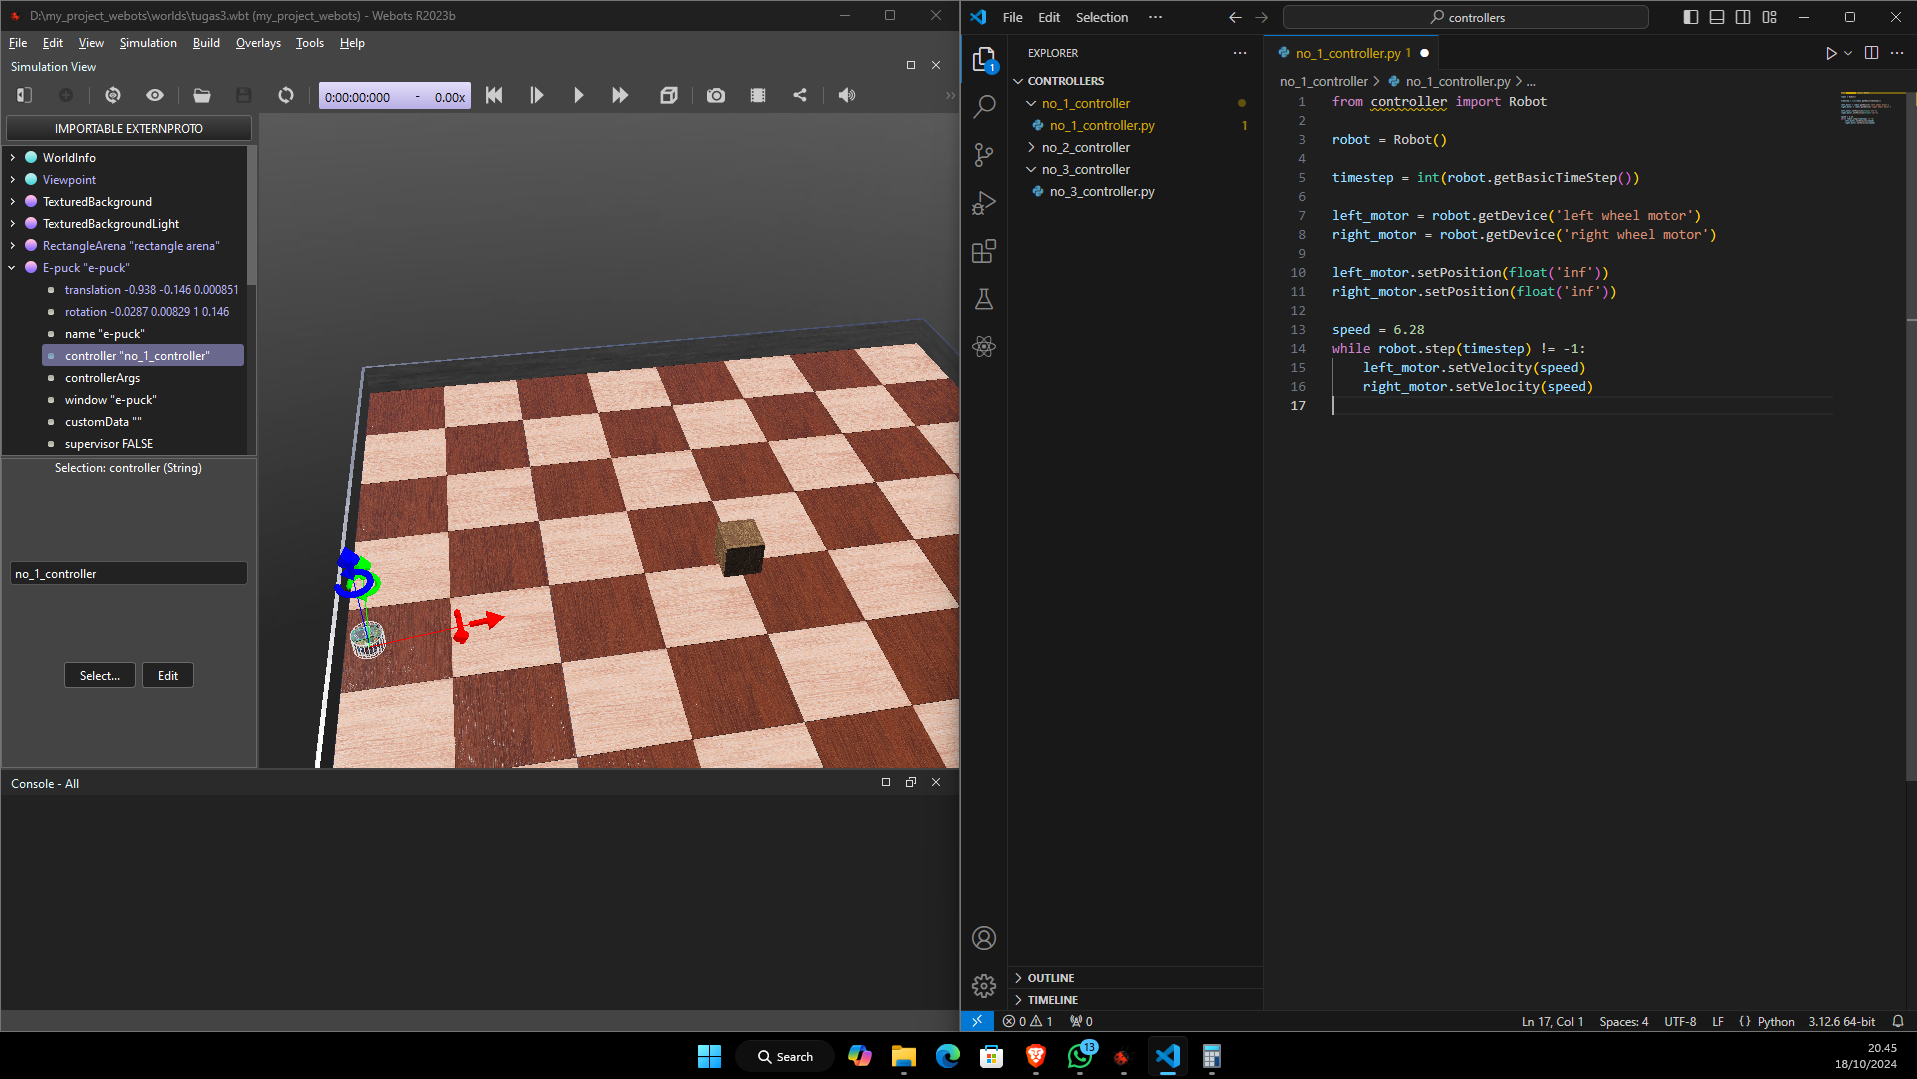 D:\my_project_webots\worlds\tugas3.wbt (my_project_webots) - Webots R2023b
File Edit View Simulation Build Overlays Tools Help
Simulation View
0:00:00:000 - 0.00x
IMPORTABLE EXTERNPROTO
WorldInfo
Viewpoint
TexturedBackground
TexturedBackgroundLight
RectangleArena "rectangle arena"
E-puck "e-puck"
translation -0.938 -0.146 0.000851
rotation -0.0287 0.00829 1 0.146
name "e-puck"
controller "no_1_controller"
controllerArgs
window "e-puck"
customData ""
supervisor FALSE
Selection: controller (String)
no_1_controller
Select... Edit
Console - All
File Edit Selection ···
controllers
EXPLORER
1
CONTROLLERS
no_1_controller
no_1_controller.py 1
no_2_controller
no_3_controller
no_3_controller.py
OUTLINE
TIMELINE
no_1_controller.py 1
no_1_controller > no_1_controller.py > ...
1 from controller import Robot
2
3 robot = Robot()
4
5 timestep = int(robot.getBasicTimeStep())
6
7 left_motor = robot.getDevice('left wheel motor')
8 right_motor = robot.getDevice('right wheel motor')
9
10 left_motor.setPosition(float('inf'))
11 right_motor.setPosition(float('inf'))
12
13 speed = 6.28
14 while robot.step(timestep) != -1:
15 left_motor.setVelocity(speed)
16 right_motor.setVelocity(speed)
17
0 1 0
Ln 17, Col 1 Spaces: 4 UTF-8 LF {} Python 3.12.6 64-bit
Search
13
20.45
18/10/2024